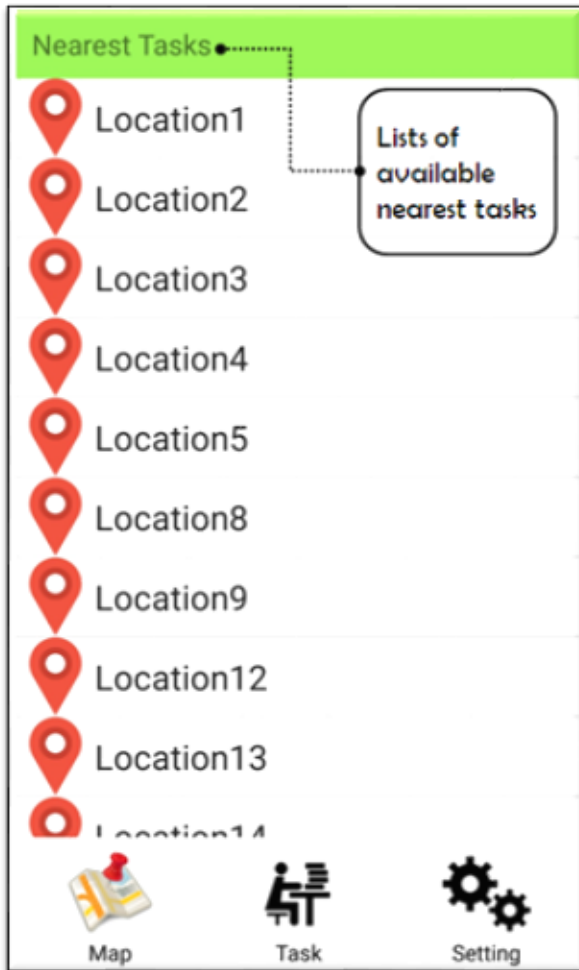 Nearest Tasks
Lists of
available
nearest tasks
Location1
Location2
Location3
Location4
Location5
Location8
Location9
Location12
Location13
Location14
Map
Task
Setting